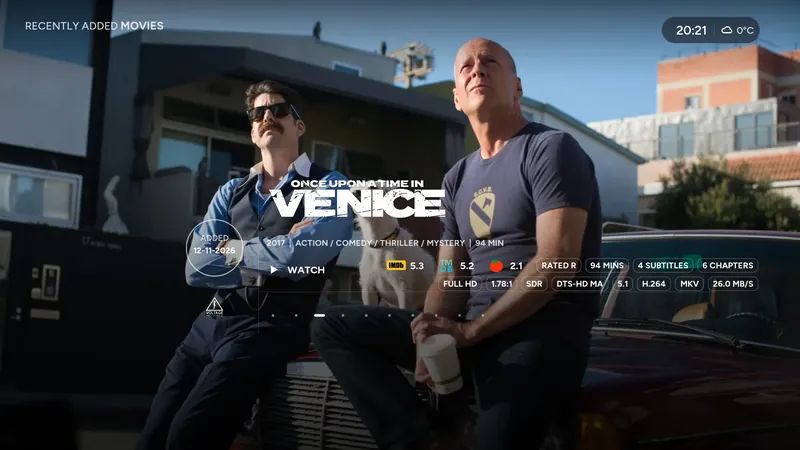 RECENTLY ADDED MOVIES
20:21
0°C
ONCE UPON A TIME IN
VENICE
ADDED
12-11-2026
2017 | ACTION / COMEDY / THRILLER / MYSTERY | 94 MIN
WATCH
IMDb 5.3
TMDB 5.2
2.1
RATED R
94 MINS
4 SUBTITLES
6 CHAPTERS
FULL HD
1.78:1
SDR
DTS-HD MA
5.1
H.264
MKV
26.0 MB/S
VOLTAGE